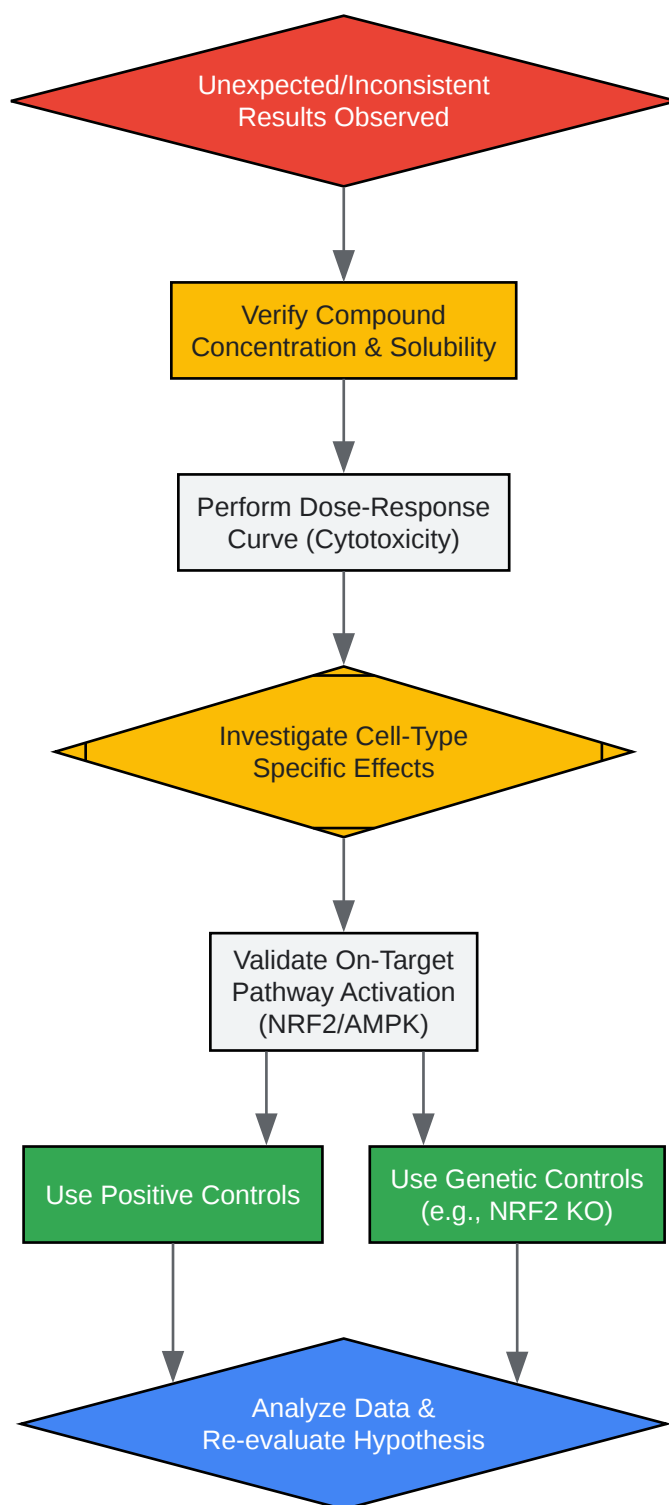 Unexpected/Inconsistent
Results Observed
Verify Compound
Concentration & Solubility
Perform Dose-Response
Curve (Cytotoxicity)
Investigate Cell-Type
Specific Effects
Validate On-Target
Pathway Activation
(NRF2/AMPK)
Use Positive Controls
Use Genetic Controls
(e.g., NRF2 KO)
Analyze Data &
Re-evaluate Hypothesis